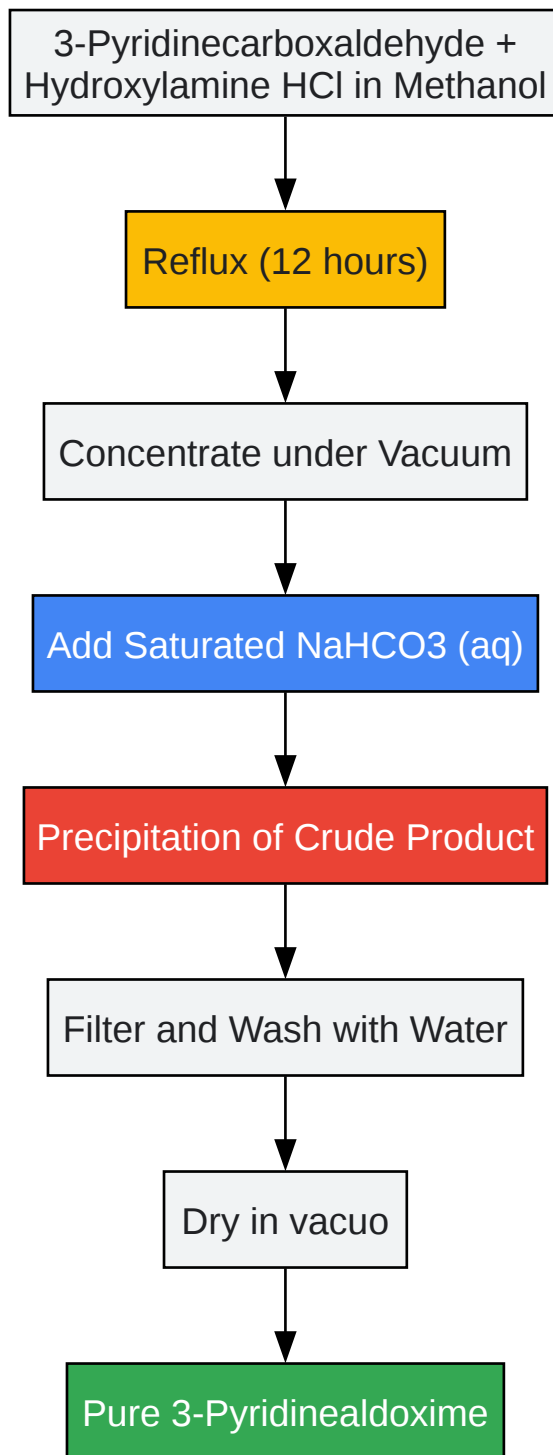 3-Pyridinecarboxaldehyde +
Hydroxylamine HCl in Methanol
Reflux (12 hours)
Concentrate under Vacuum
Add Saturated NaHCO3 (aq)
Precipitation of Crude Product
Filter and Wash with Water
Dry in vacuo
Pure 3-Pyridinealdoxime